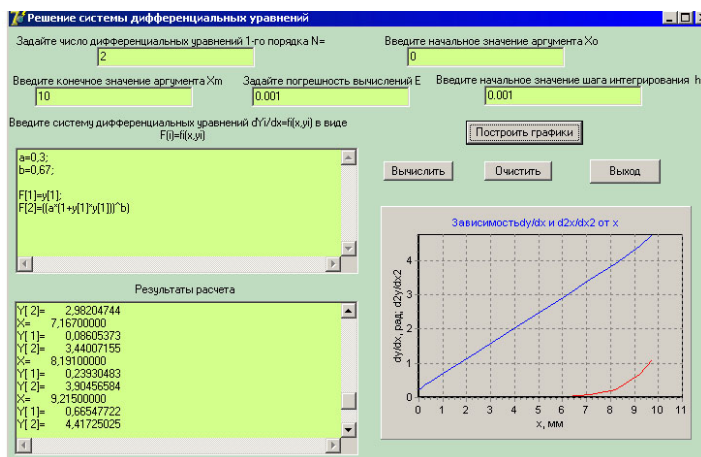 Решение системы дифференциальных уравнений
Задайте число дифференциальных уравнений 1-го порядка N=
2
Введите начальное значение аргумента Xo
0
Введите конечное значение аргумента Xm
10
Задайте погрешность вычислений E
0.001
Введите начальное значение шага интегрирования h
0.001
Введите систему дифференциальных уравнений dYi/dx=fi(x,yi) в виде
F(i)=fi(x,yi)
a=0,3;
b=0,67;
F[1]=y[1];
F[2]=((a*(1+y[1]*y[1]))^b)
Построить графики
Вычислить
Очистить
Выход
Результаты расчета
Y[ 2]= 2,98204744
X= 7,16700000
Y[ 1]= 0,08605373
Y[ 2]= 3,44007155
X= 8,19100000
Y[ 1]= 0,23930483
Y[ 2]= 3,90456584
X= 9,21500000
Y[ 1]= 0,66547722
Y[ 2]= 4,41725025
Зависимостьdy/dx и d2x/dx2 от x
dy/dx, рад; d2y/dx2
4
3
2
1
0
0 1 2 3 4 5 6 7 8 9 10 11
x, мм